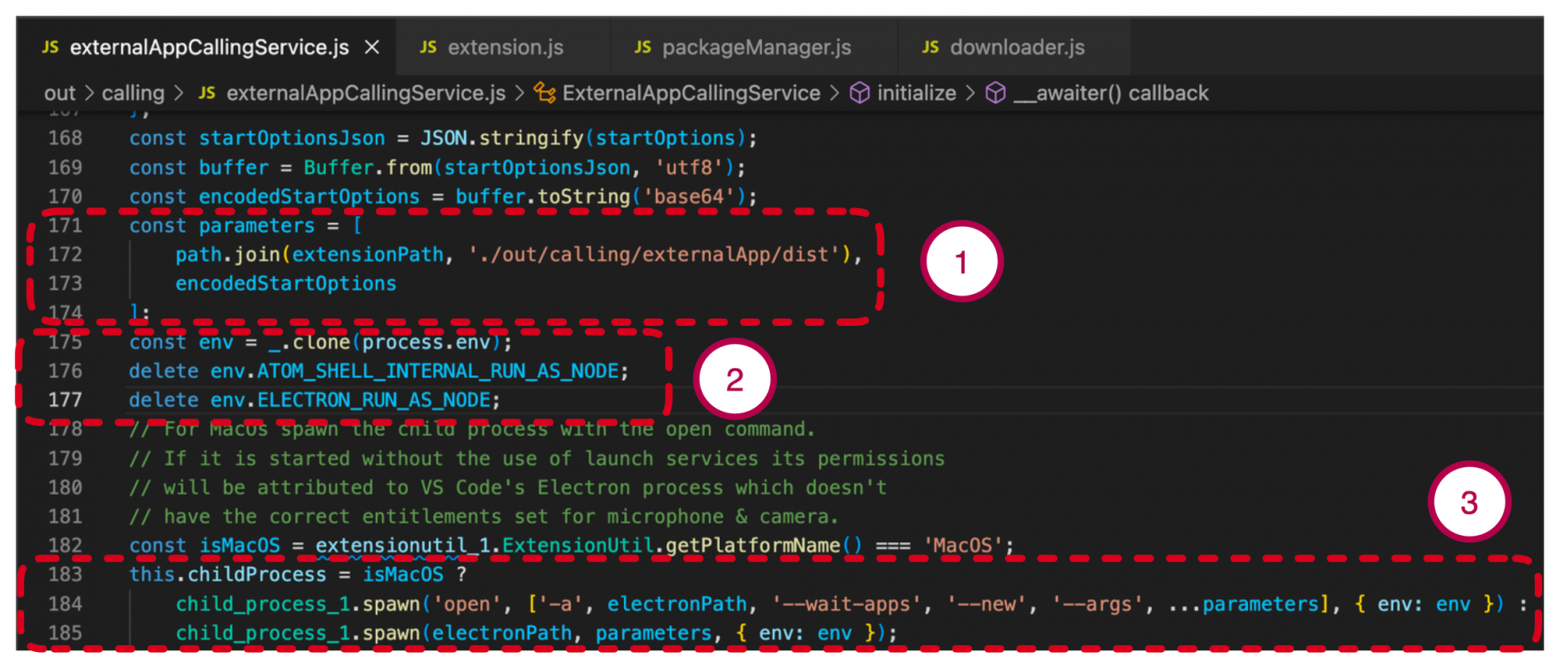 JS externalAppCallingService.js × JS extension.js JS packageManager.js JS downloader.js
out > calling > JS externalAppCallingService.js > ExternalAppCallingService > initialize > __awaiter() callback
167 ];
168 const startOptionsJson = JSON.stringify(startOptions);
169 const buffer = Buffer.from(startOptionsJson, 'utf8');
170 const encodedStartOptions = buffer.toString('base64');
171 const parameters = [
172 path.join(extensionPath, './out/calling/externalApp/dist'),
173 encodedStartOptions
174 ];
1
175 const env = _.clone(process.env);
176 delete env.ATOM_SHELL_INTERNAL_RUN_AS_NODE;
177 delete env.ELECTRON_RUN_AS_NODE;
2
178 // For MacOs spawn the child process with the open command.
179 // If it is started without the use of launch services its permissions
180 // will be attributed to VS Code's Electron process which doesn't
181 // have the correct entitlements set for microphone & camera.
182 const isMacOS = extensionutil_1.ExtensionUtil.getPlatformName() === 'MacOS';
3
183 this.childProcess = isMacOS ?
184 child_process_1.spawn('open', ['-a', electronPath, '--wait-apps', '--new', '--args', ...parameters], { env: env }) :
185 child_process_1.spawn(electronPath, parameters, { env: env });